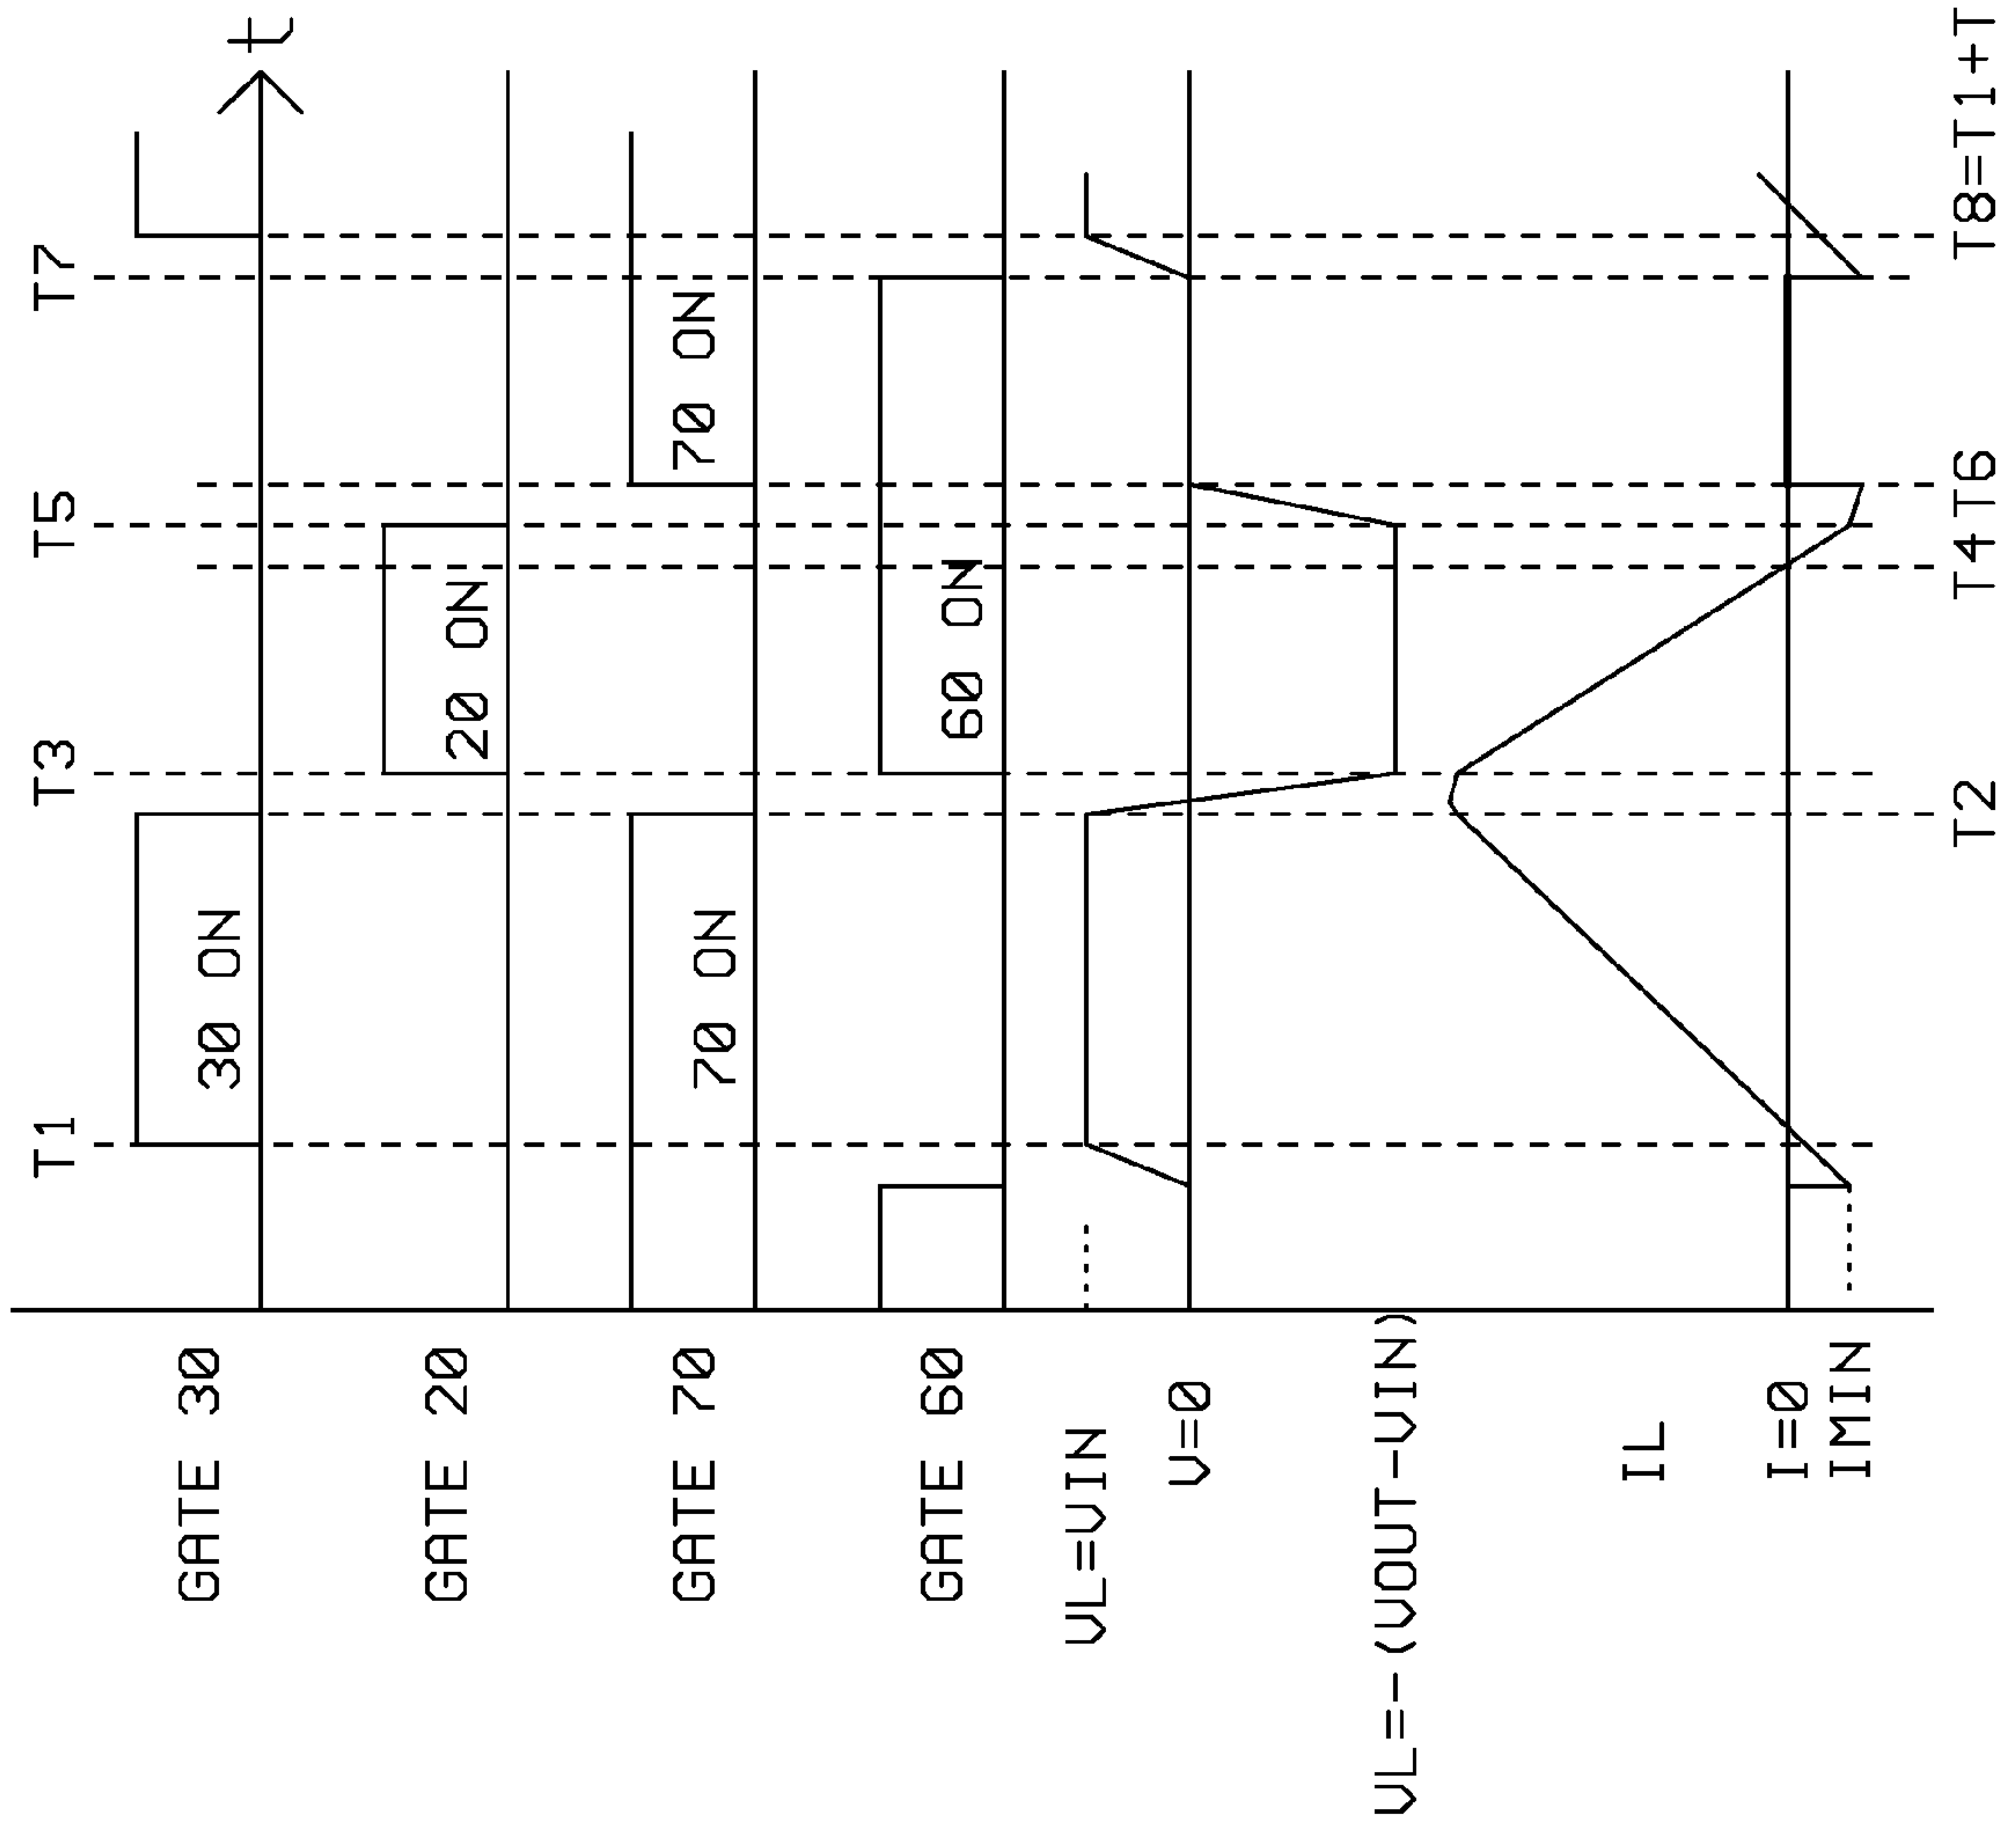 T1
T3
T5
T7
t
GATE 30
30 ON
GATE 20
20 ON
GATE 70
70 ON
70 ON
GATE 60
60 ON
VL=VIN
V=0
VL=-(VOUT-VIN)
IL
I=0
IMIN
T2
T4
T6
T8=T1+T